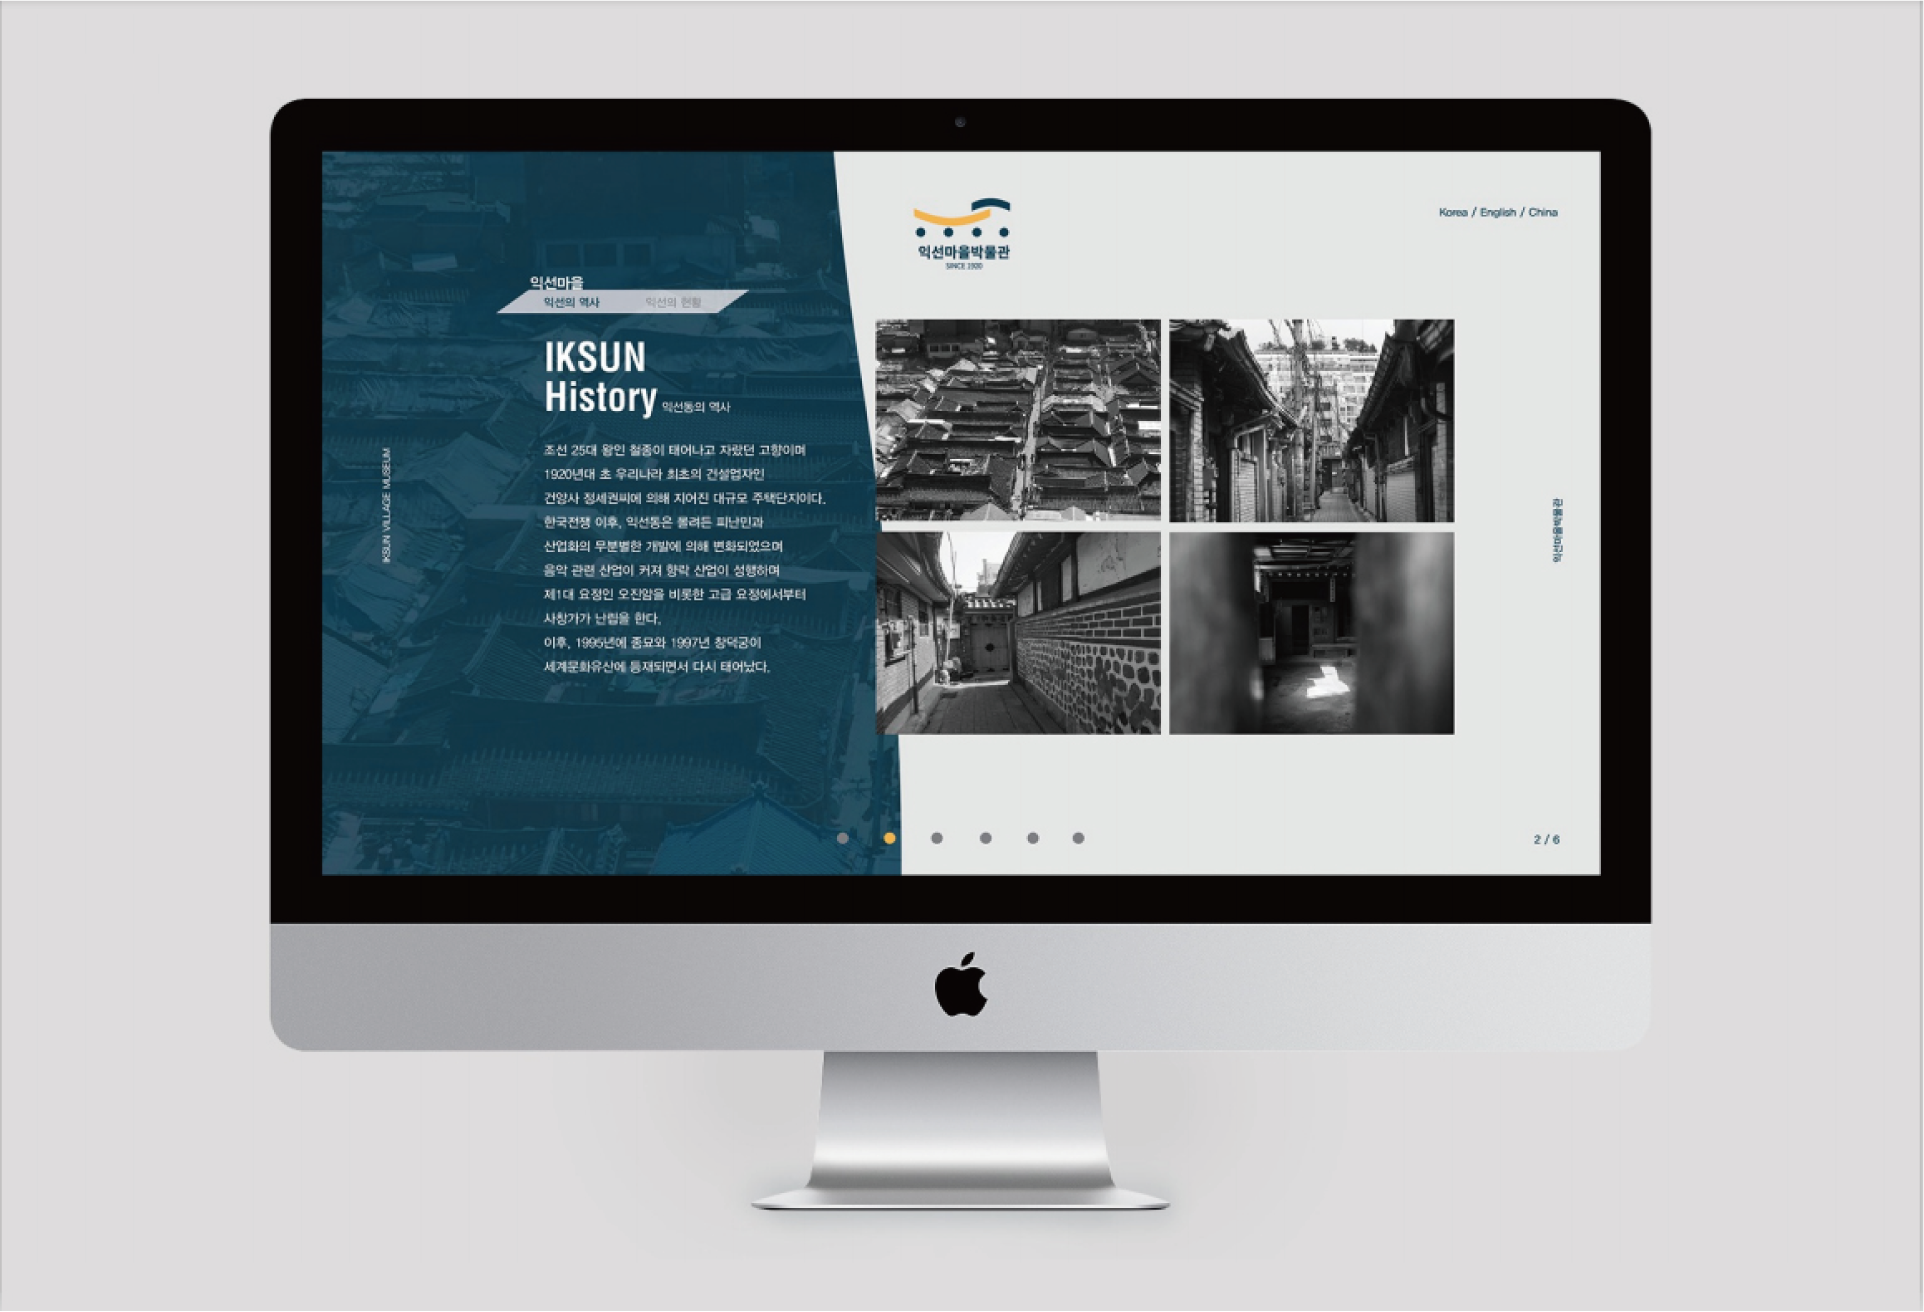 익선마을박물관
SINCE 1920
Korea / English / China
익선마을
익선의 역사 익선의 현황
IKSUN
History 익선동의 역사
조선 25대 왕인 철종이 태어나고 자랐던 고향이며
1920년대 초 우리나라 최초의 건설업자인
건양사 정세권씨에 의해 지어진 대규모 주택단지이다.
한국전쟁 이후, 익선동은 몰려든 피난민과
산업화의 무분별한 개발에 의해 변화되었으며
음악 관련 산업이 커져 향락 산업이 성행하며
제1대 요정인 오진암을 비롯한 고급 요정에서부터
사창가가 난립을 한다.
이후, 1995년에 종묘와 1997년 창덕궁이
세계문화유산에 등재되면서 다시 태어났다.
IKSUN VILLAGE MUSEUM
익선마을박물관
2 / 6